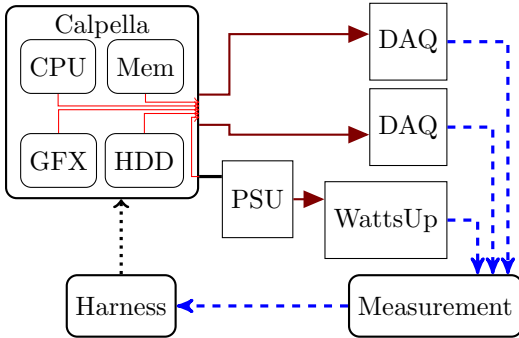 Calpella
CPU
Mem
GFX
HDD
DAQ
DAQ
PSU
WattsUp
Harness
Measurement